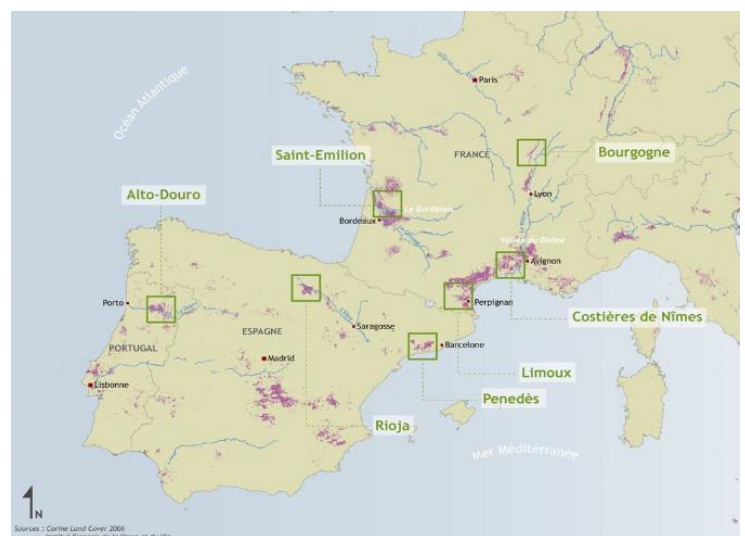 Océan Atlantique
Paris
FRANCE
Bourgogne
Saint-Emilion
Lyon
Le Bordelais
Bordeaux
Alto-Douro
Vallée du Rhône
Avignon
Porto
Perpignan
Costières de Nîmes
ESPAGNE
Saragosse
PORTUGAL
Barcelone
Madrid
Limoux
Lisbonne
Penedès
Rioja
Mer Méditérranée
N
Sources : Corine Land Cover 2006